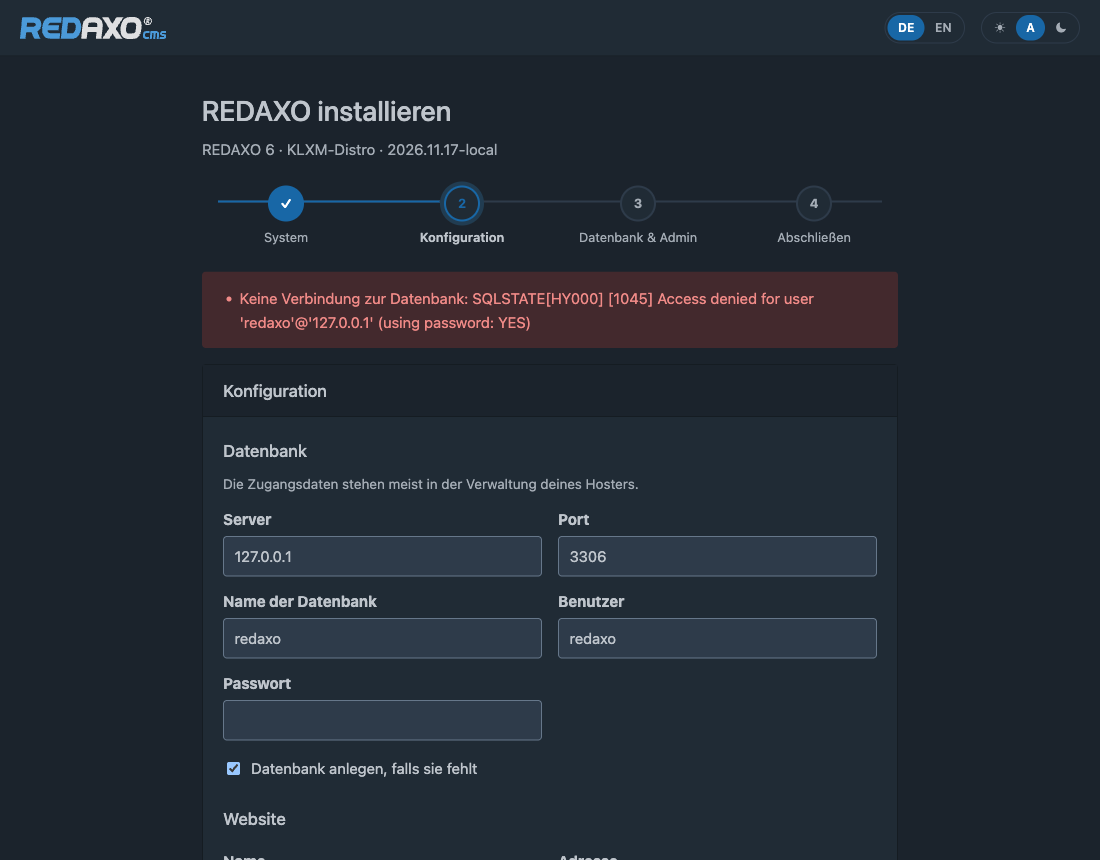 REDAXO® cms
DE EN
A
REDAXO installieren
REDAXO 6 · KLXM-Distro · 2026.11.17-local
2
3
4
System
Konfiguration
Datenbank & Admin
Abschließen
• Keine Verbindung zur Datenbank: SQLSTATE[HY000] [1045] Access denied for user
'redaxo'@'127.0.0.1' (using password: YES)
Konfiguration
Datenbank
Die Zugangsdaten stehen meist in der Verwaltung deines Hosters.
Server
Port
127.0.0.1
3306
Name der Datenbank
Benutzer
redaxo
redaxo
Passwort
Datenbank anlegen, falls sie fehlt
Website
Name
Adresse